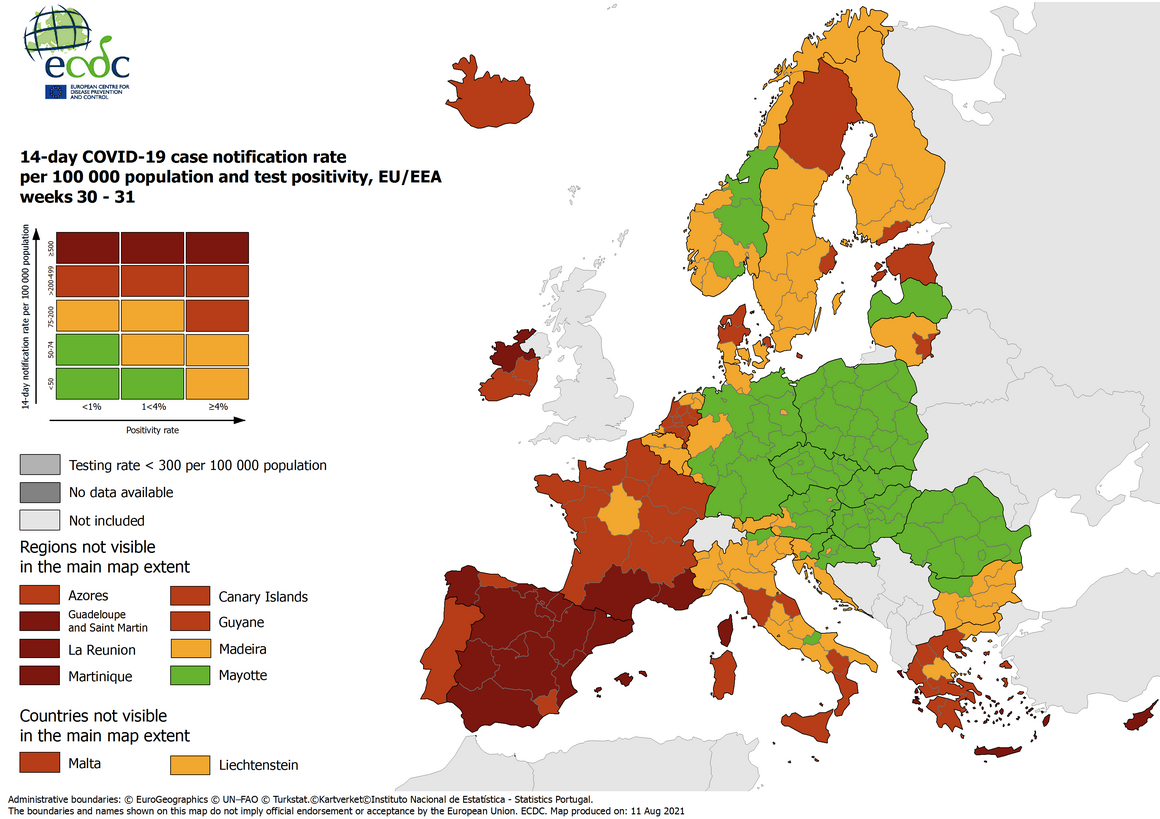 ecdc
EUROPEAN CENTRE FOR
DISEASE PREVENTION
AND CONTROL
14-day COVID-19 case notification rate
per 100 000 population and test positivity, EU/EEA
weeks 30 - 31
14-day notification rate per 100 000 population
≥500
>200-499
75-200
50-74
<50
<1%
1<4%
≥4%
Positivity rate
Testing rate < 300 per 100 000 population
No data available
Not included
Regions not visible
in the main map extent
Azores
Canary Islands
Guadeloupe
and Saint Martin
Guyane
La Reunion
Madeira
Martinique
Mayotte
Countries not visible
in the main map extent
Malta
Liechtenstein
Administrative boundaries: © EuroGeographics © UN–FAO © Turkstat.©Kartverket©Instituto Nacional de Estatística - Statistics Portugal.
The boundaries and names shown on this map do not imply official endorsement or acceptance by the European Union. ECDC. Map produced on: 11 Aug 2021